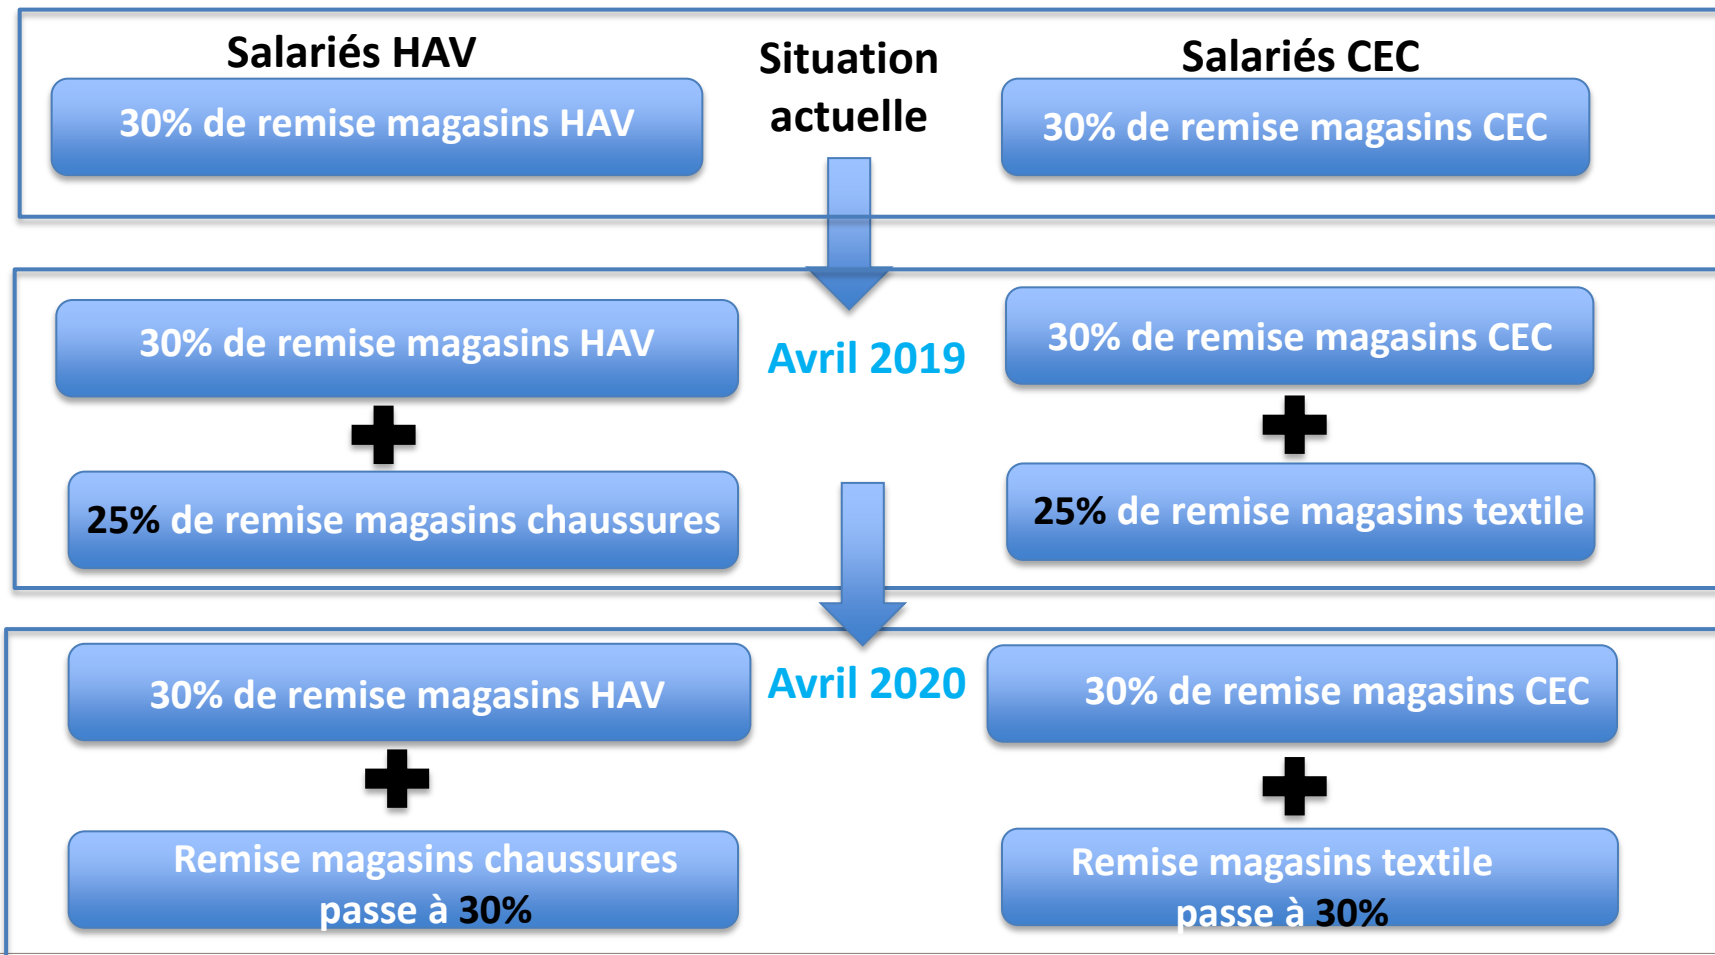 Salariés HAV
Situation
actuelle
Salariés CEC
30% de remise magasins HAV
30% de remise magasins CEC
30% de remise magasins HAV
Avril 2019
30% de remise magasins CEC
25% de remise magasins chaussures
25% de remise magasins textile
30% de remise magasins HAV
Avril 2020
30% de remise magasins CEC
Remise magasins chaussures
passe à 30%
Remise magasins textile
passe à 30%